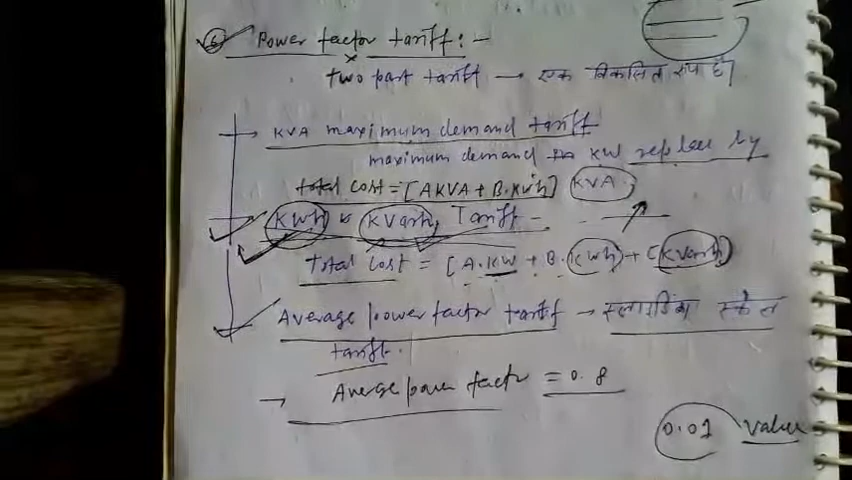 6 Power factor tariff :-
two part tariff → एक विकसित रूप है|
→ KVA maximum demand tariff
maximum demand KW replace by
total cost = [AKVA + B.KWh] KVA
KWh & KVarh Tariff -
total cost = [A.KW + B.KWh + C KVarh]
Average power factor tariff → स्लाइडिंग स्केल
tariff.
→ Average power factor = 0.8
0.01 value